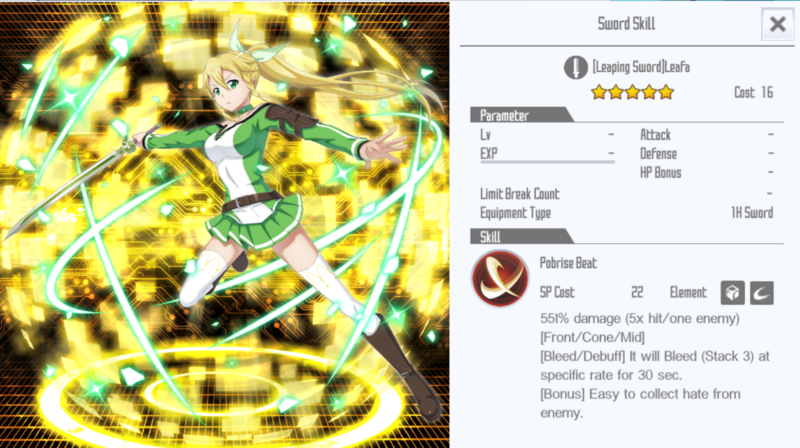 Sword Skill
[Leaping Sword]Leafa
Cost 16
Parameter
Lv - Attack -
EXP - Defense -
HP Bonus -
Limit Break Count -
Equipment Type 1H Sword
Skill
Pobrise Beat
SP Cost 22 Element
551% damage (5x hit/one enemy)
[Front/Cone/Mid]
[Bleed/Debuff] It will Bleed (Stack 3) at
specific rate for 30 sec.
[Bonus] Easy to collect hate from
enemy.